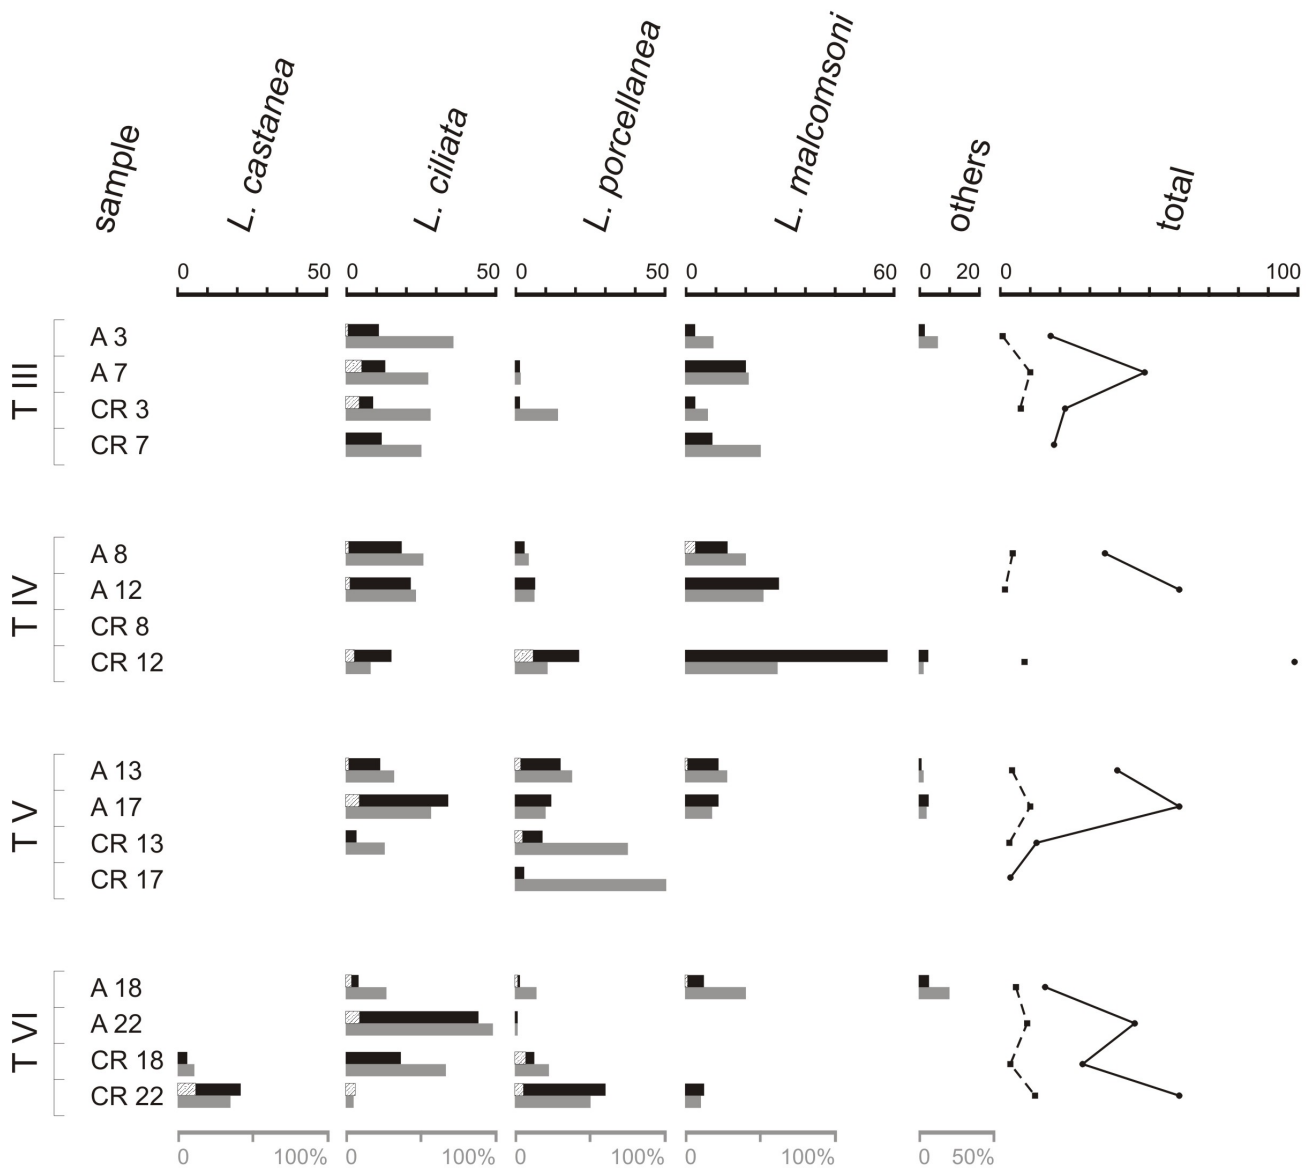 sample L. castanea L. ciliata L. porcellanea L. malcomsoni others total
0 50 0 50 0 50 0 60 0 20 0 100
T III
A 3
A 7
CR 3
CR 7
T IV
A 8
A 12
CR 8
CR 12
T V
A 13
A 17
CR 13
CR 17
T VI
A 18
A 22
CR 18
CR 22
0 100% 0 100% 0 100% 0 100% 0 50%